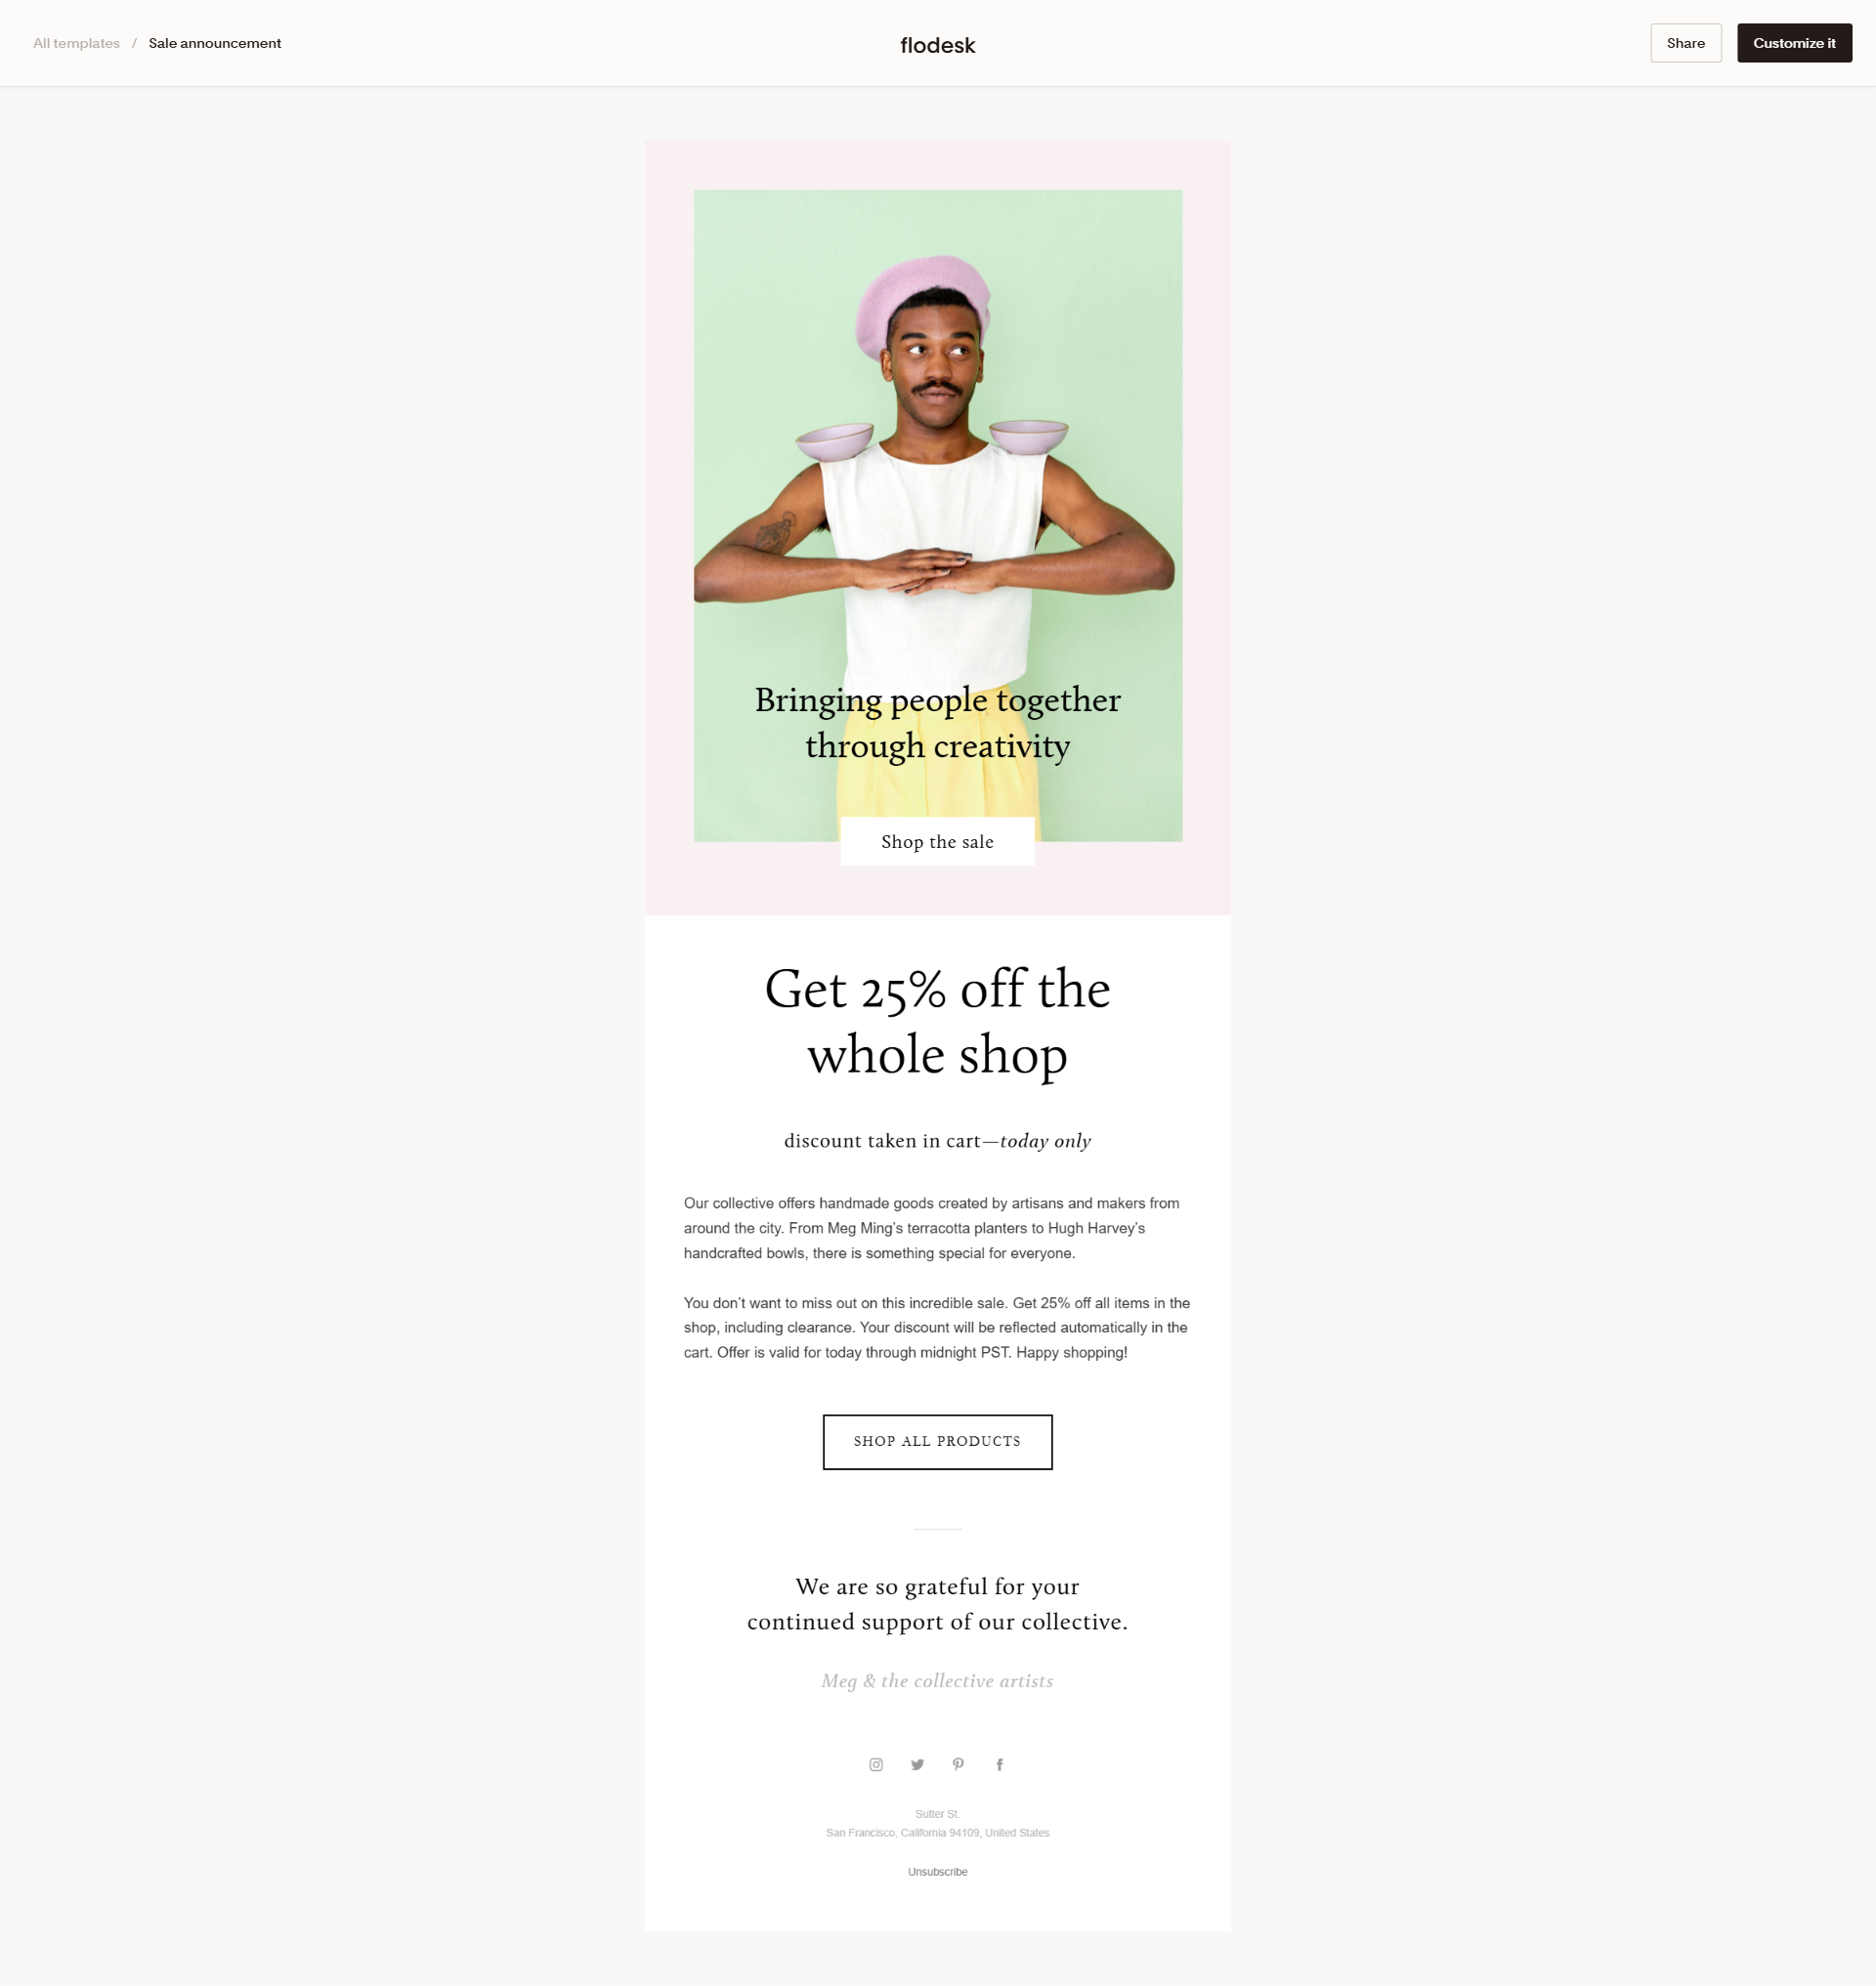 All templates / Sale announcement
flodesk
Share
Customize it
Bringing people together
through creativity
Shop the sale
Get 25% off the
whole shop
discount taken in cart—today only
Our collective offers handmade goods created by artisans and makers from
around the city. From Meg Ming’s terracotta planters to Hugh Harvey’s
handcrafted bowls, there is something special for everyone.
You don’t want to miss out on this incredible sale. Get 25% off all items in the
shop, including clearance. Your discount will be reflected automatically in the
cart. Offer is valid for today through midnight PST. Happy shopping!
SHOP ALL PRODUCTS
We are so grateful for your
continued support of our collective.
Meg & the collective artists
Sutter St.
San Francisco, California 94109, United States
Unsubscribe